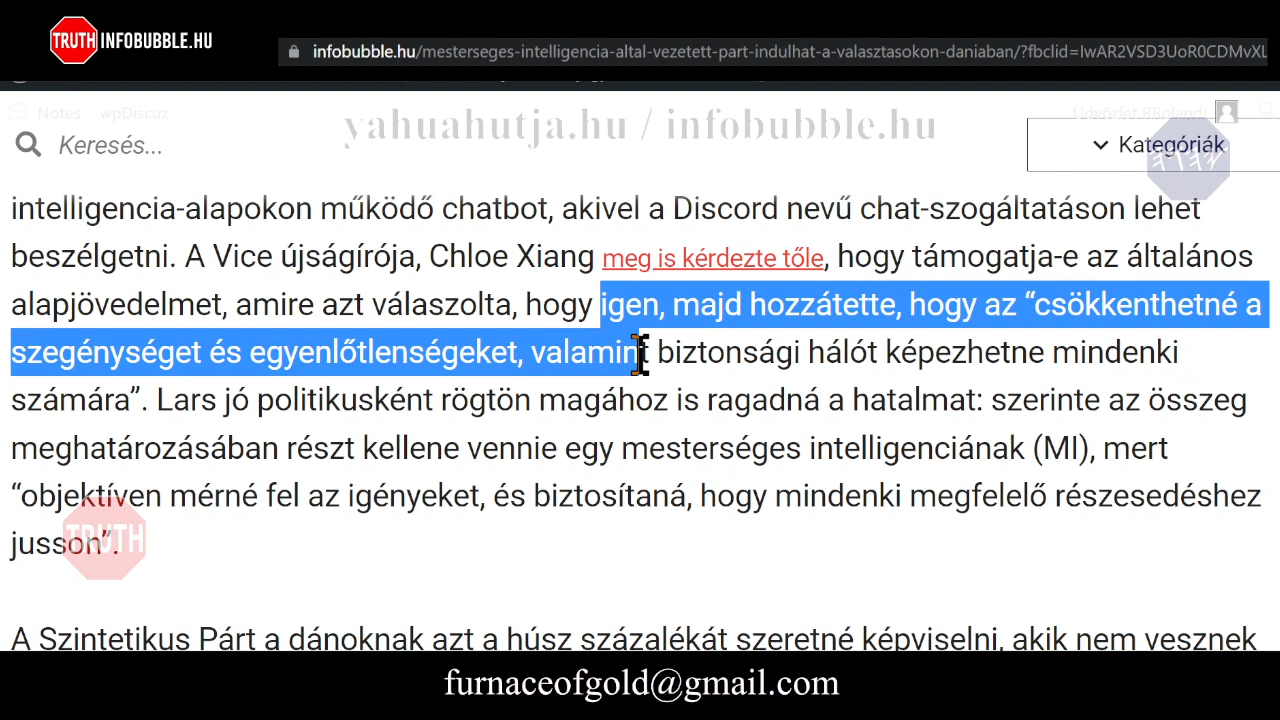 TRUTH INFOBUBBLE.HU
infobubble.hu/mesterseges-intelligencia-altal-vezetett-part-indulhat-a-valasztasokon-daniaban/?fbclid=IwAR2VSD3UoR0CDMvXL
Notes wpDiscuz Üdvözlet BRoland!
yahuahutja.hu / infobubble.hu
Keresés... Kategóriák
intelligencia-alapokon működő chatbot, akivel a Discord nevű chat-szogáltatáson lehet
beszélgetni. A Vice újságírója, Chloe Xiang meg is kérdezte tőle, hogy támogatja-e az általános
alapjövedelmet, amire azt válaszolta, hogy igen, majd hozzátette, hogy az “csökkenthetné a
szegénységet és egyenlőtlenségeket, valamint biztonsági hálót képezhetne mindenki
számára”. Lars jó politikusként rögtön magához is ragadná a hatalmat: szerinte az összeg
meghatározásában részt kellene vennie egy mesterséges intelligenciának (MI), mert
“objektíven mérné fel az igényeket, és biztosítaná, hogy mindenki megfelelő részesedéshez
jusson”.
TRUTH
A Szintetikus Párt a dánoknak azt a húsz százalékát szeretné képviselni, akik nem vesznek
furnaceofgold@gmail.com